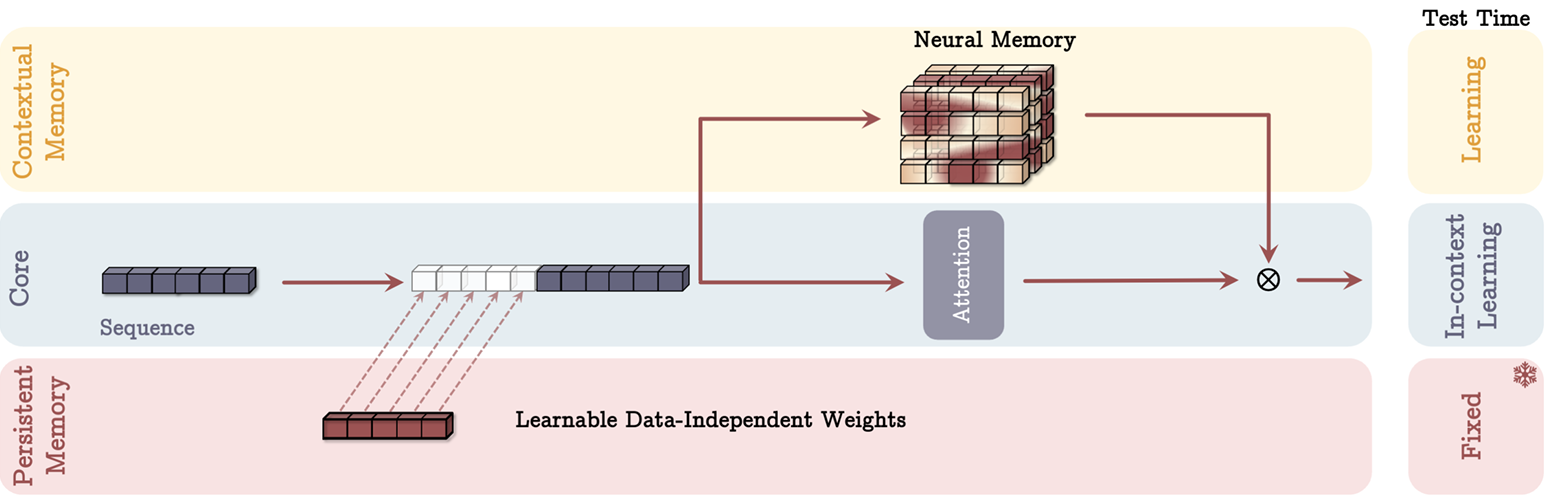 Test Time
Contextual
Memory
Neural Memory
Learning
Core
Sequence
Attention
In-context
Learning
Persistent
Memory
Learnable Data-Independent Weights
Fixed